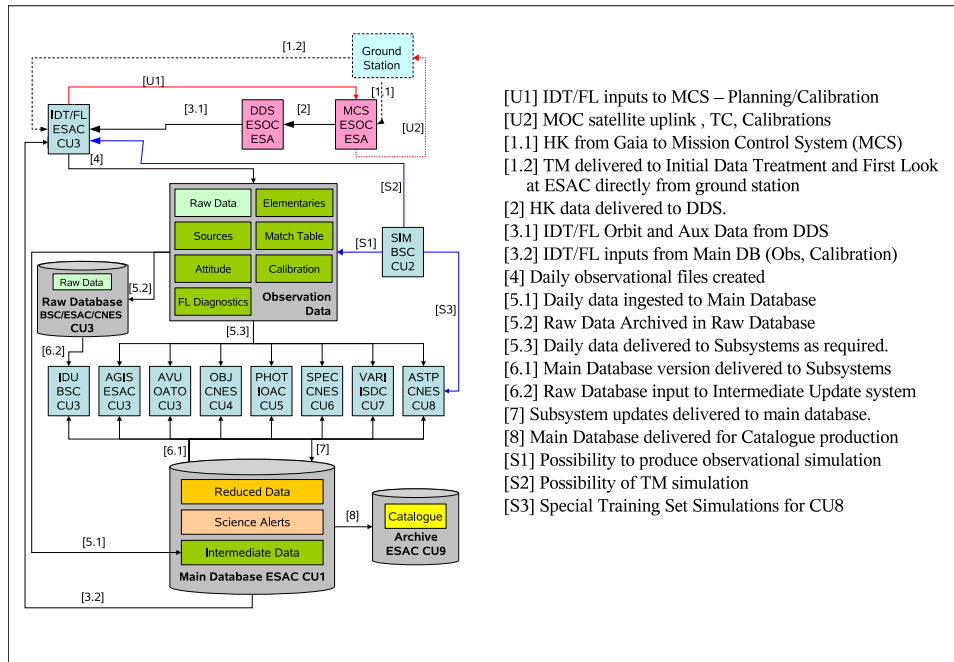 [1.2]
Ground
Station
[U1]
[1.1]
[3.1]
[2]
[U2]
IDT/FL
ESAC
CU3
DDS
ESOC
ESA
MCS
ESOC
ESA
[4]
[S2]
Raw Data
Elementaries
Sources
Match Table
Attitude
Calibration
FL Diagnostics
Observation
Data
[S1]
SIM
BSC
CU2
[S3]
Raw Data
Raw Database
BSC/ESAC/CNES
CU3
[5.2]
[5.3]
[6.2]
IDU
BSC
CU3
AGIS
ESAC
CU3
AVU
OATO
CU3
OBJ
CNES
CU4
PHOT
IOAC
CU5
SPEC
CNES
CU6
VARI
ISDC
CU7
ASTP
CNES
CU8
[6.1]
[7]
Reduced Data
Science Alerts
Intermediate Data
Main Database ESAC CU1
[8]
Catalogue
Archive
ESAC CU9
[5.1]
[3.2]
[U1] IDT/FL inputs to MCS – Planning/Calibration
[U2] MOC satellite uplink , TC, Calibrations
[1.1] HK from Gaia to Mission Control System (MCS)
[1.2] TM delivered to Initial Data Treatment and First Look
at ESAC directly from ground station
[2] HK data delivered to DDS.
[3.1] IDT/FL Orbit and Aux Data from DDS
[3.2] IDT/FL inputs from Main DB (Obs, Calibration)
[4] Daily observational files created
[5.1] Daily data ingested to Main Database
[5.2] Raw Data Archived in Raw Database
[5.3] Daily data delivered to Subsystems as required.
[6.1] Main Database version delivered to Subsystems
[6.2] Raw Database input to Intermediate Update system
[7] Subsystem updates delivered to main database.
[8] Main Database delivered for Catalogue production
[S1] Possibility to produce observational simulation
[S2] Possibility of TM simulation
[S3] Special Training Set Simulations for CU8